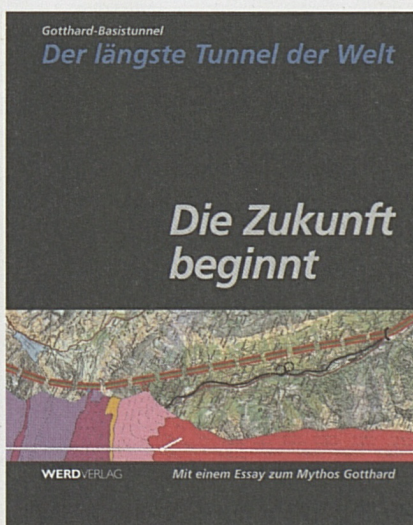 Gotthard-Basistunnel
Der längste Tunnel der Welt
Die Zukunft
beginnt
WERDVERLAG
Mit einem Essay zum Mythos Gotthard